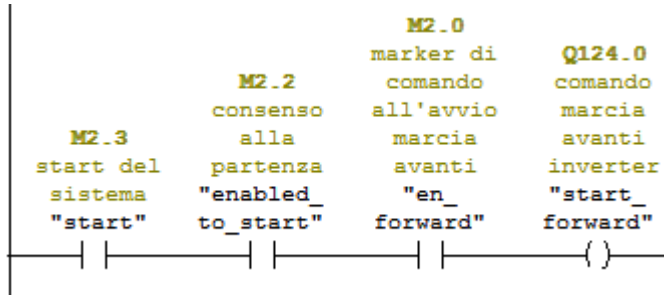 M2.3
start del
sistema
"start"
M2.2
consenso
alla
partenza
"enabled_
to_start"
M2.0
marker di
comando
all'avvio
marcia
avanti
"en_
forward"
Q124.0
comando
marcia
avanti
inverter
"start_
forward"